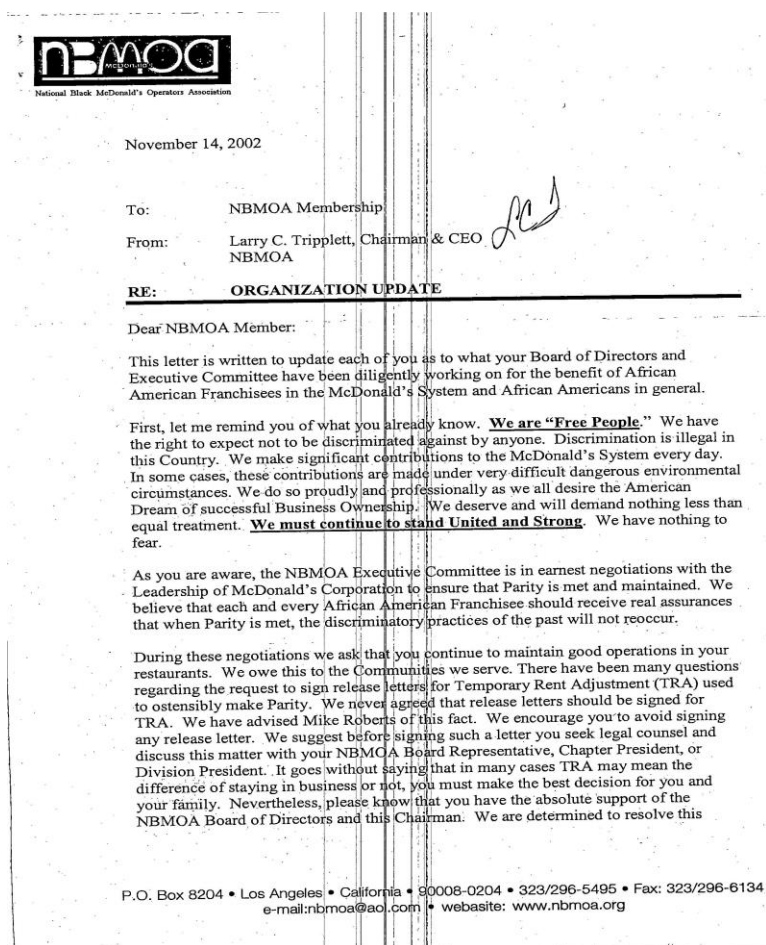 NBMOA
McDonald's
National Black McDonald's Operators Association
November 14, 2002
To: NBMOA Membership
From: Larry C. Tripplett, Chairman & CEO
NBMOA
LCT
RE: ORGANIZATION UPDATE
Dear NBMOA Member:
This letter is written to update each of you as to what your Board of Directors and
Executive Committee have been diligently working on for the benefit of African
American Franchisees in the McDonald's System and African Americans in general.
First, let me remind you of what you already know. We are "Free People." We have
the right to expect not to be discriminated against by anyone. Discrimination is illegal in
this Country. We make significant contributions to the McDonald's System every day.
In some cases, these contributions are made under very difficult dangerous environmental
circumstances. We do so proudly and professionally as we all desire the American
Dream of successful Business Ownership. We deserve and will demand nothing less than
equal treatment. We must continue to stand United and Strong. We have nothing to
fear.
As you are aware, the NBMOA Executive Committee is in earnest negotiations with the
Leadership of McDonald's Corporation to ensure that Parity is met and maintained. We
believe that each and every African American Franchisee should receive real assurances
that when Parity is met, the discriminatory practices of the past will not reoccur.
During these negotiations we ask that you continue to maintain good operations in your
restaurants. We owe this to the Communities we serve. There have been many questions
regarding the request to sign release letters for Temporary Rent Adjustment (TRA) used
to ostensibly make Parity. We never agreed that release letters should be signed for
TRA. We have advised Mike Roberts of this fact. We encourage you to avoid signing
any release letter. We suggest before signing such a letter you seek legal counsel and
discuss this matter with your NBMOA Board Representative, Chapter President, or
Division President. It goes without saying that in many cases TRA may mean the
difference of staying in business or not, you must make the best decision for you and
your family. Nevertheless, please know that you have the absolute support of the
NBMOA Board of Directors and this Chairman. We are determined to resolve this
P.O. Box 8204 • Los Angeles • California • 90008-0204 • 323/296-5495 • Fax: 323/296-6134
e-mail:nbmoa@aol.com • webasite: www.nbmoa.org